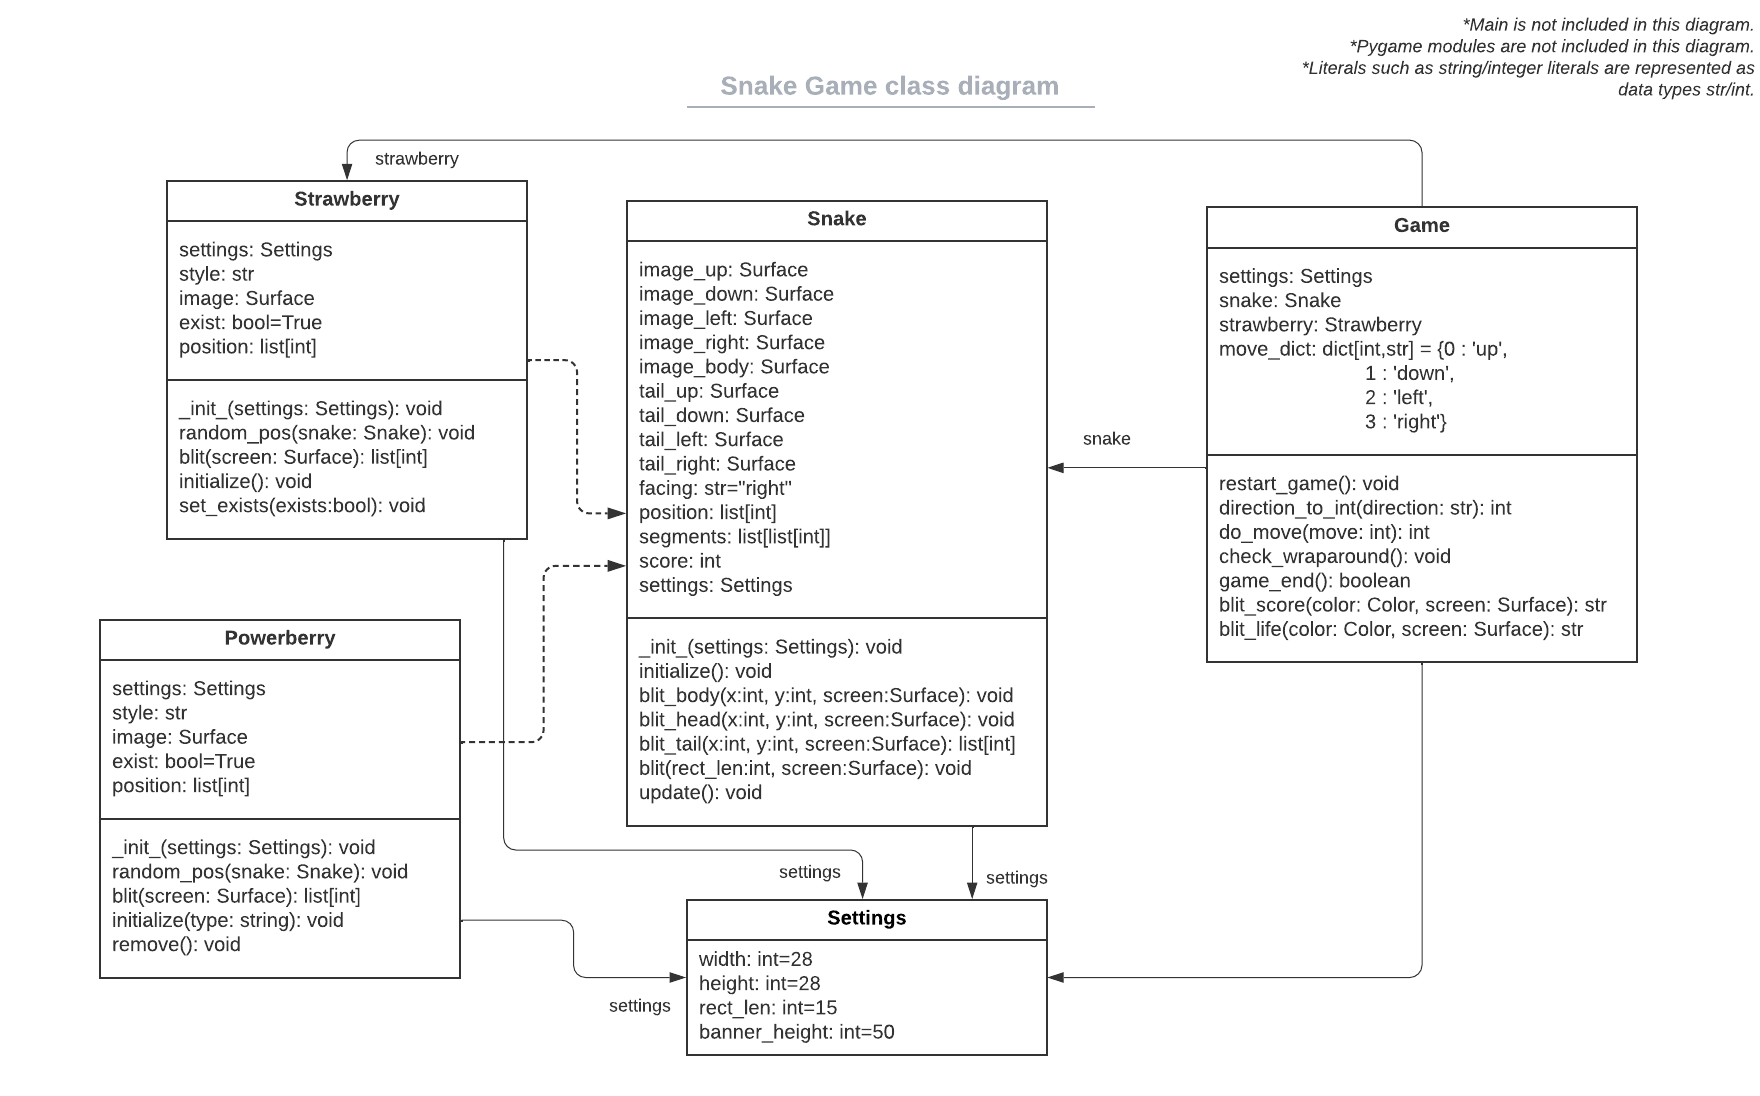 *Main is not included in this diagram.
*Pygame modules are not included in this diagram.
*Literals such as string/integer literals are represented as
data types str/int.
Snake Game class diagram
strawberry
Strawberry
settings: Settings
style: str
image: Surface
exist: bool=True
position: list[int]
_init_(settings: Settings): void
random_pos(snake: Snake): void
blit(screen: Surface): list[int]
initialize(): void
set_exists(exists:bool): void
Snake
image_up: Surface
image_down: Surface
image_left: Surface
image_right: Surface
image_body: Surface
tail_up: Surface
tail_down: Surface
tail_left: Surface
tail_right: Surface
facing: str="right"
position: list[int]
segments: list[list[int]]
score: int
settings: Settings
_init_(settings: Settings): void
initialize(): void
blit_body(x:int, y:int, screen:Surface): void
blit_head(x:int, y:int, screen:Surface): void
blit_tail(x:int, y:int, screen:Surface): list[int]
blit(rect_len:int, screen:Surface): void
update(): void
snake
Game
settings: Settings
snake: Snake
strawberry: Strawberry
move_dict: dict[int,str] = {0 : 'up',
1 : 'down',
2 : 'left',
3 : 'right'}
restart_game(): void
direction_to_int(direction: str): int
do_move(move: int): int
check_wraparound(): void
game_end(): boolean
blit_score(color: Color, screen: Surface): str
blit_life(color: Color, screen: Surface): str
Powerberry
settings: Settings
style: str
image: Surface
exist: bool=True
position: list[int]
_init_(settings: Settings): void
random_pos(snake: Snake): void
blit(screen: Surface): list[int]
initialize(type: string): void
remove(): void
settings
settings
settings
Settings
width: int=28
height: int=28
rect_len: int=15
banner_height: int=50